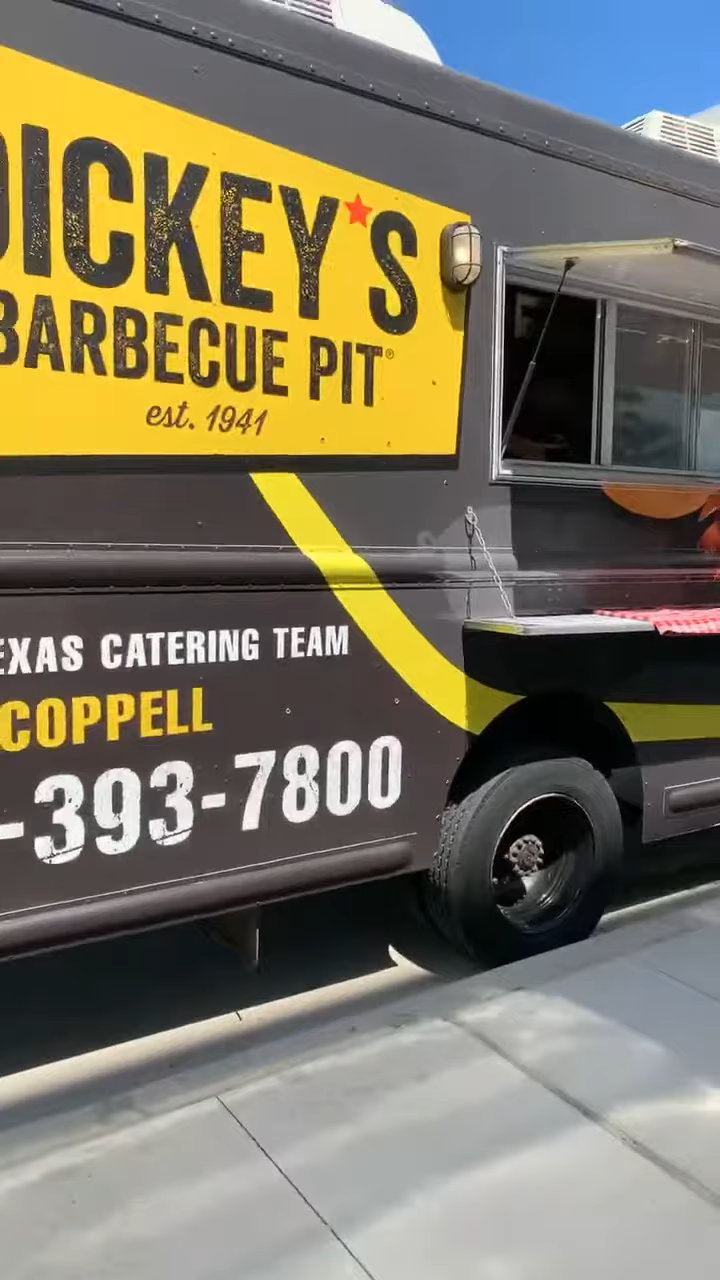 DICKEY'S
BARBECUE PIT®
est. 1941
EXAS CATERING TEAM
COPPELL
-393-7800